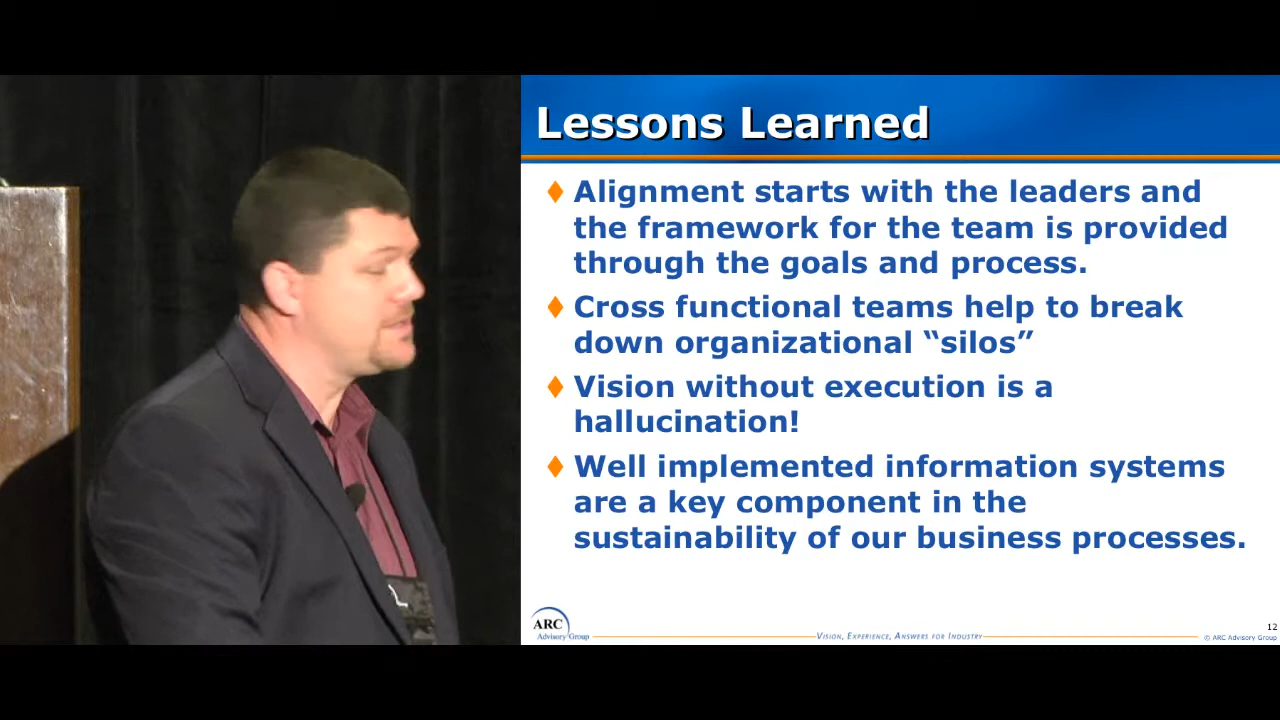 Lessons Learned
Alignment starts with the leaders and
the framework for the team is provided
through the goals and process.
Cross functional teams help to break
down organizational “silos”
Vision without execution is a
hallucination!
Well implemented information systems
are a key component in the
sustainability of our business processes.
ARC
Advisory Group
VISION, EXPERIENCE, ANSWERS FOR INDUSTRY
12
© ARC Advisory Group